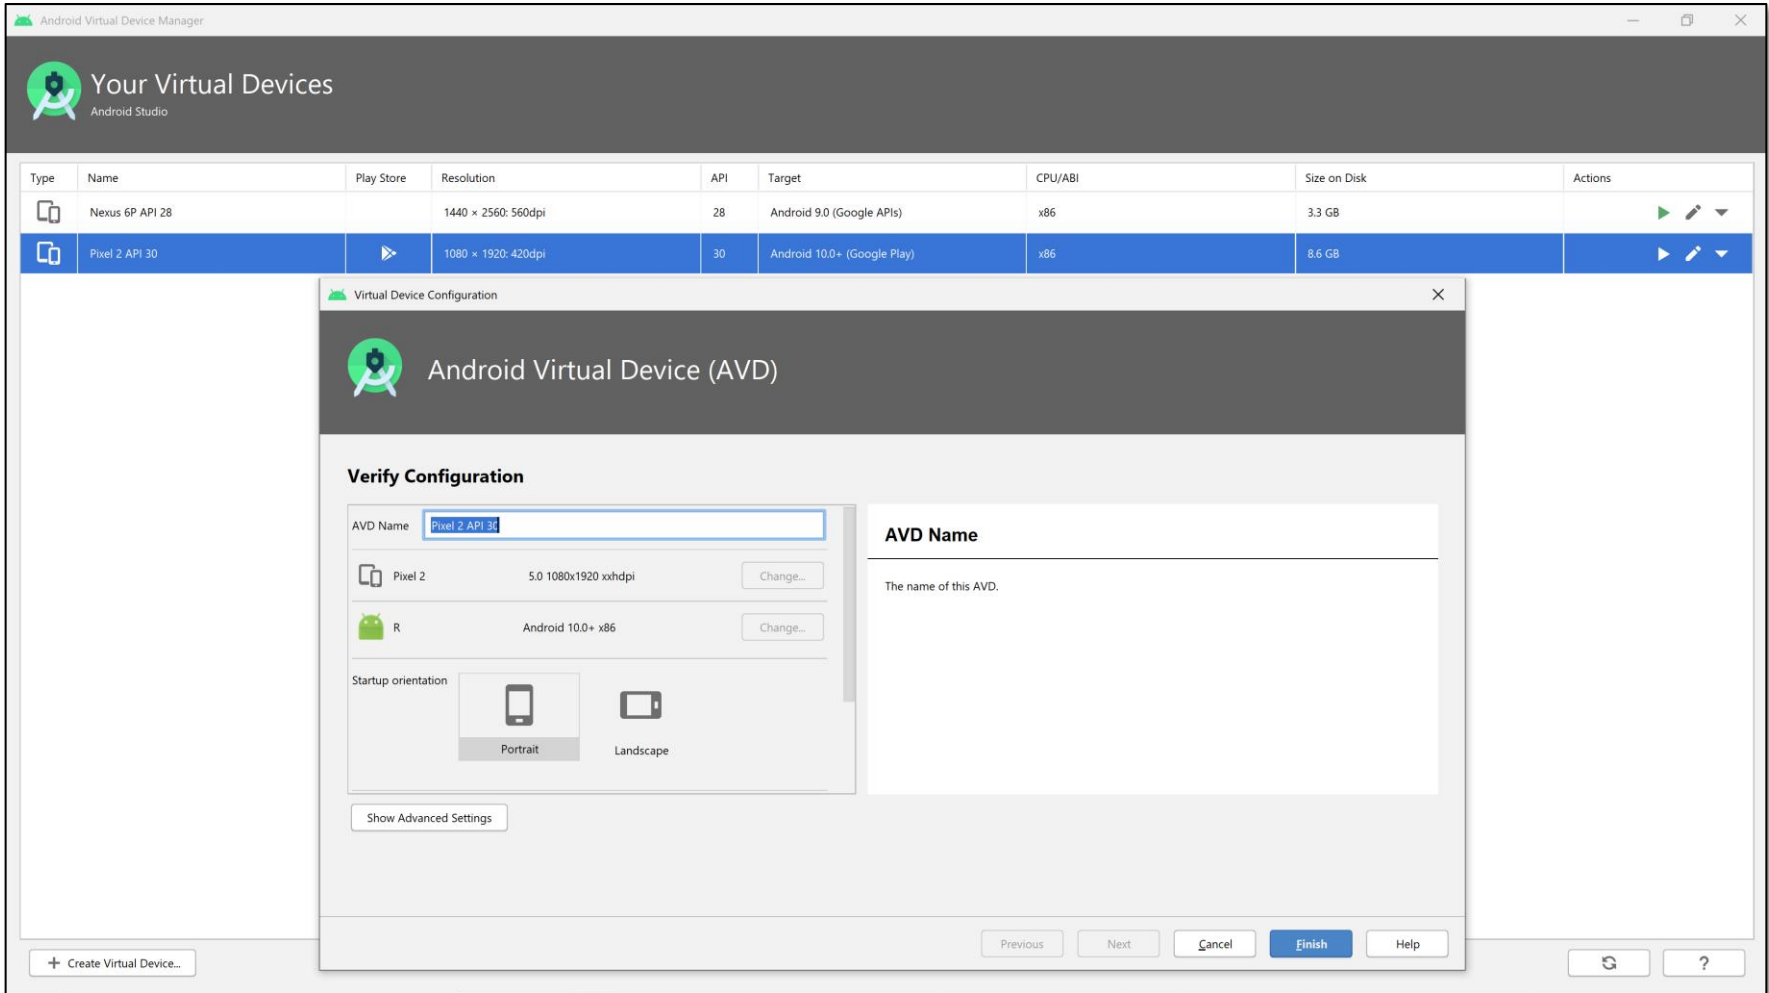 Android Virtual Device Manager
Your Virtual Devices
Android Studio
Type Name Play Store Resolution API Target CPU/ABI Size on Disk Actions
Nexus 6P API 28 1440 × 2560: 560dpi 28 Android 9.0 (Google APIs) x86 3.3 GB
Pixel 2 API 30 1080 × 1920: 420dpi 30 Android 10.0+ (Google Play) x86 8.6 GB
Virtual Device Configuration
Android Virtual Device (AVD)
Verify Configuration
AVD Name Pixel 2 API 30
Pixel 2 5.0 1080x1920 xxhdpi Change...
R Android 10.0+ x86 Change...
Startup orientation
Portrait Landscape
Show Advanced Settings
AVD Name
The name of this AVD.
Previous Next Cancel Finish Help
+ Create Virtual Device... ?